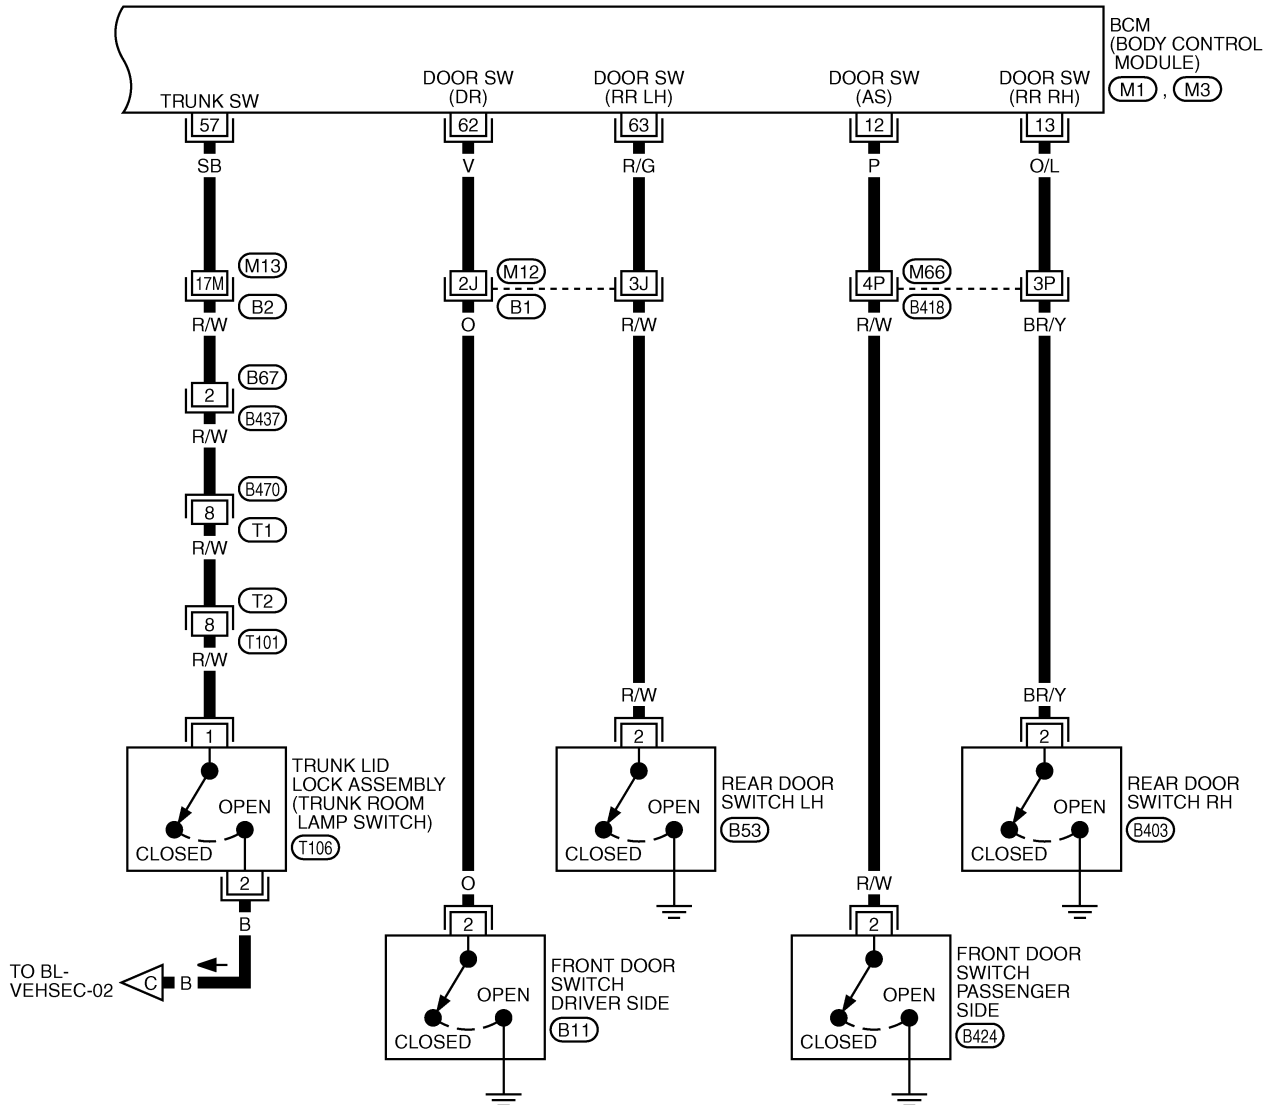 BCM
(BODY CONTROL
MODULE)
M1 , M3
TRUNK SW
DOOR SW
(DR)
DOOR SW
(RR LH)
DOOR SW
(AS)
DOOR SW
(RR RH)
57
62
63
12
13
SB
V
R/G
P
O/L
17M
M13
B2
2J
M12
B1
3J
4P
M66
B418
3P
R/W
O
R/W
R/W
BR/Y
2
B67
B437
R/W
8
B470
T1
R/W
8
T2
T101
R/W
R/W
BR/Y
1
2
2
OPEN
CLOSED
TRUNK LID
LOCK ASSEMBLY
(TRUNK ROOM
LAMP SWITCH)
T106
OPEN
CLOSED
REAR DOOR
SWITCH LH
B53
OPEN
CLOSED
REAR DOOR
SWITCH RH
B403
2
B
O
R/W
2
2
TO BL-
VEHSEC-02
C
B
OPEN
CLOSED
FRONT DOOR
SWITCH
DRIVER SIDE
B11
OPEN
CLOSED
FRONT DOOR
SWITCH
PASSENGER
SIDE
B424